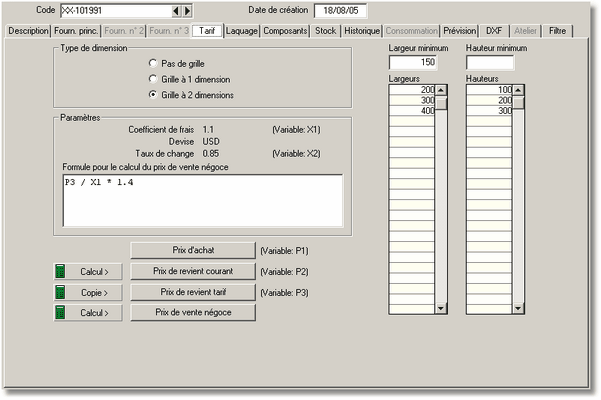 Code XX-101991 Date de création 18/08/05
Description Fourn. princ. Fourn. n° 2 Fourn. n° 3 Tarif Laquage Composants Stock Historique Consommation Prévision DXF Atelier Filtre
Type de dimension
Pas de grille
Grille à 1 dimension
Grille à 2 dimensions
Paramètres
Coefficient de frais 1.1 (Variable: X1)
Devise USD
Taux de change 0.85 (Variable: X2)
Formule pour le calcul du prix de vente négoce
P3 / X1 * 1.4
Prix d'achat (Variable: P1)
Calcul > Prix de revient courant (Variable: P2)
Copie > Prix de revient tarif (Variable: P3)
Calcul > Prix de vente négoce
Largeur minimum
150
Largeurs
200
300
400
Hauteur minimum
Hauteurs
100
200
300